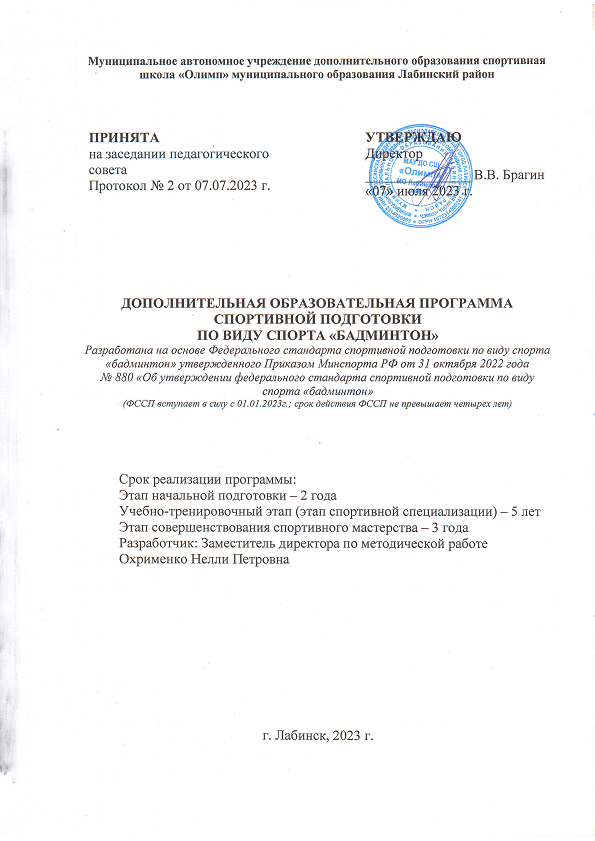 Муниципальное автономное учреждение дополнительного образования спортивная
школа «Олимп» муниципального образования Лабинский район
ПРИНЯТА
на заседании педагогического
совета
Протокол № 2 от 07.07.2023 г.
УТВЕРЖДАЮ
Директор
В.В. Брагин
«07» июля 2023 г.
МАУ ДО СШ
«Олимп»
ДОПОЛНИТЕЛЬНАЯ ОБРАЗОВАТЕЛЬНАЯ ПРОГРАММА
СПОРТИВНОЙ ПОДГОТОВКИ
ПО ВИДУ СПОРТА «БАДМИНТОН»
Разработана на основе Федерального стандарта спортивной подготовки по виду спорта
«бадминтон» утвержденного Приказом Минспорта РФ от 31 октября 2022 года
№ 880 «Об утверждении федерального стандарта спортивной подготовки по виду
спорта «бадминтон»
(ФССП вступает в силу с 01.01.2023г.; срок действия ФССП не превышает четырех лет)
Срок реализации программы:
Этап начальной подготовки – 2 года
Учебно-тренировочный этап (этап спортивной специализации) – 5 лет
Этап совершенствования спортивного мастерства – 3 года
Разработчик: Заместитель директора по методической работе
Охрименко Нелли Петровна
г. Лабинск, 2023 г.